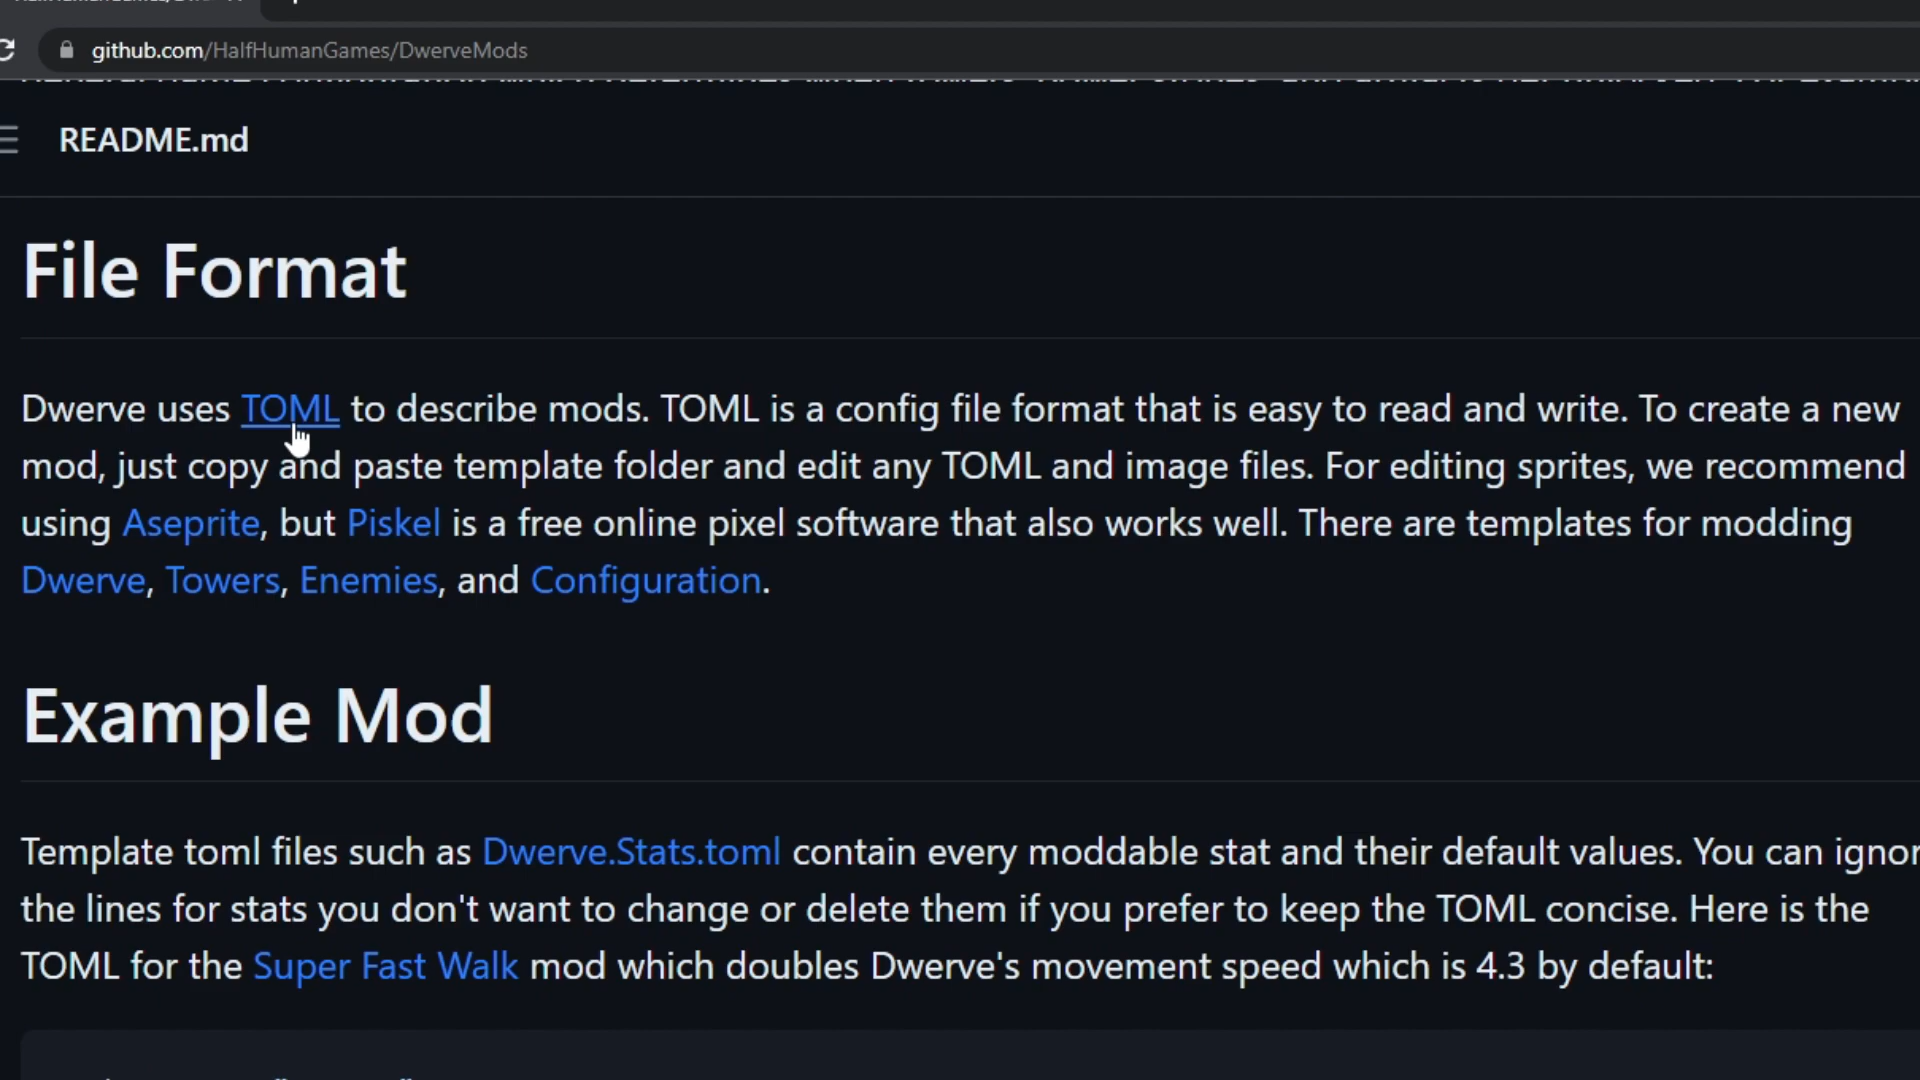 github.com/HalfHumanGames/DwerveMods
README.md
File Format
Dwerve uses TOML to describe mods. TOML is a config file format that is easy to read and write. To create a new
mod, just copy and paste template folder and edit any TOML and image files. For editing sprites, we recommend
using Aseprite, but Piskel is a free online pixel software that also works well. There are templates for modding
Dwerve, Towers, Enemies, and Configuration.
Example Mod
Template toml files such as Dwerve.Stats.toml contain every moddable stat and their default values. You can ignor
the lines for stats you don't want to change or delete them if you prefer to keep the TOML concise. Here is the
TOML for the Super Fast Walk mod which doubles Dwerve's movement speed which is 4.3 by default: